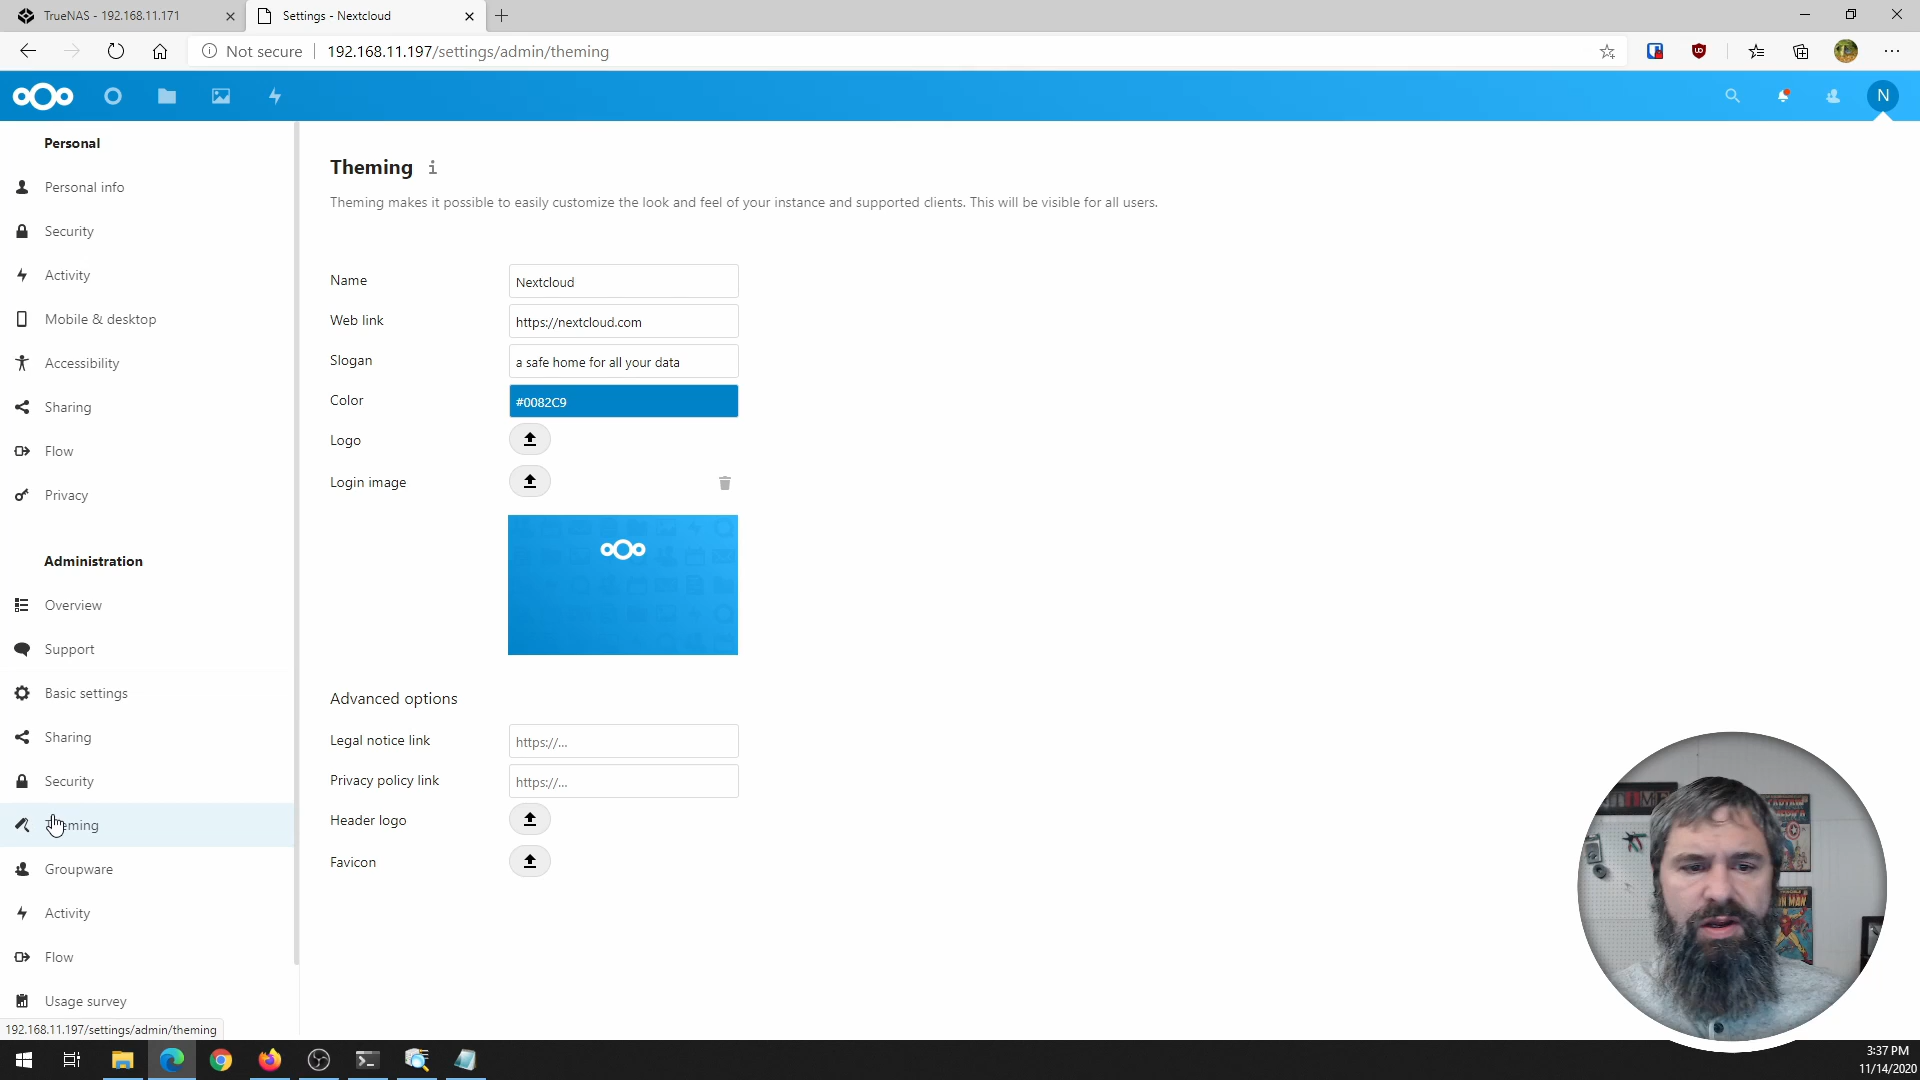 TrueNAS - 192.168.11.171
Settings - Nextcloud
Not secure
192.168.11.197/settings/admin/theming
N
Personal
Personal info
Security
Activity
Mobile & desktop
Accessibility
Sharing
Flow
Privacy
Administration
Overview
Support
Basic settings
Sharing
Security
Theming
Groupware
Activity
Flow
Usage survey
192.168.11.197/settings/admin/theming
Theming i
Theming makes it possible to easily customize the look and feel of your instance and supported clients. This will be visible for all users.
Name
Nextcloud
Web link
https://nextcloud.com
Slogan
a safe home for all your data
Color
#0082C9
Logo
Login image
Advanced options
Legal notice link
https://...
Privacy policy link
https://...
Header logo
Favicon
3:37 PM
11/14/2020